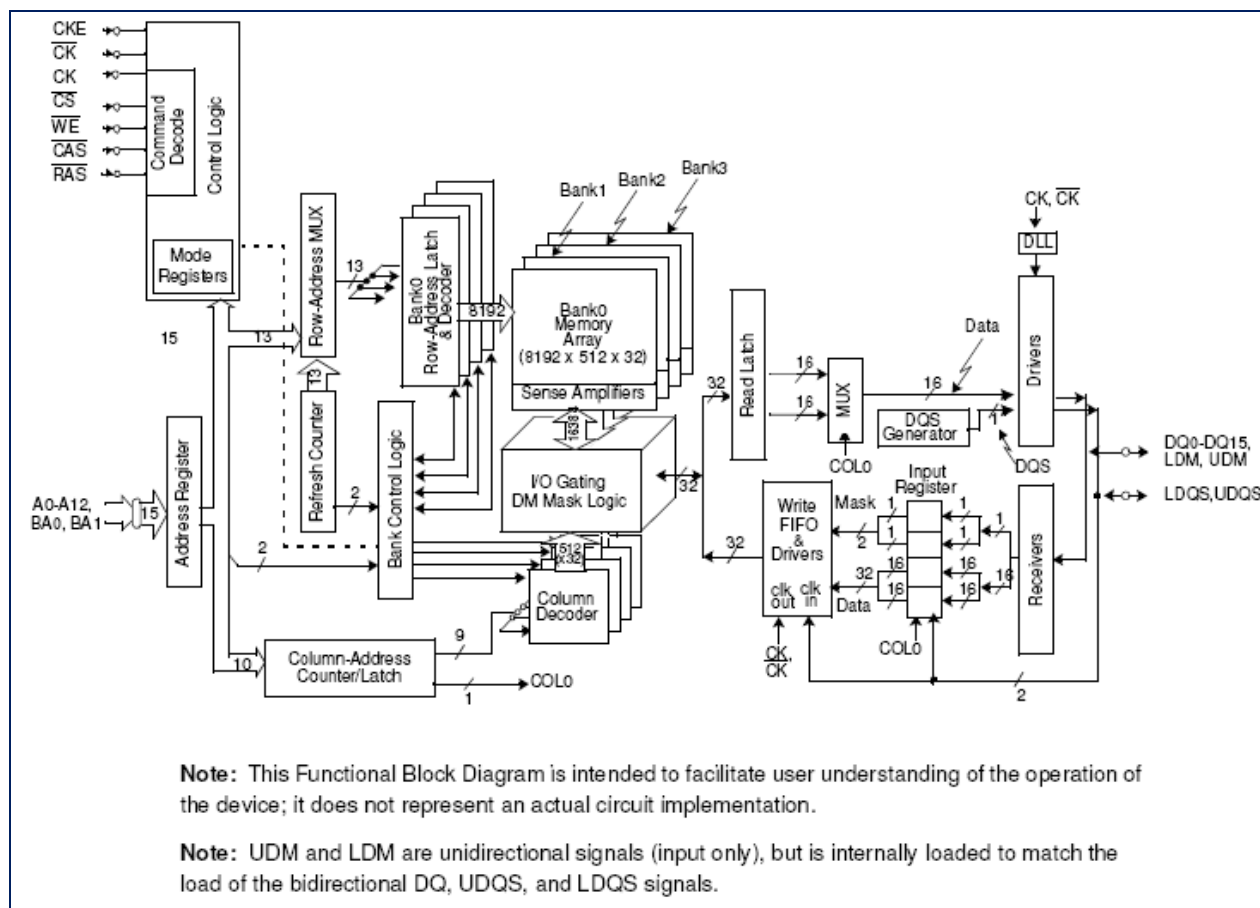 CKE
CK
CK
CS
WE
CAS
RAS
Command
Decode
Control Logic
Mode
Registers
Row-Address MUX
13
Bank0
Row-Address Latch
& Decoder
8192
Bank1
Bank2
Bank3
Bank0
Memory
Array
(8192 x 512 x 32)
Sense Amplifiers
CK, CK
DLL
Drivers
Data
15
13
13
Refresh Counter
2
Bank Control Logic
I/O Gating
DM Mask Logic
32
32
Read Latch
16
16
MUX
COL0
16
DQS
Generator
1
DQS
DQ0-DQ15,
LDM, UDM
LDQS,UDQS
A0-A12,
BA0, BA1
15
Address Register
2
512
(x32)
Column
Decoder
32
Write
FIFO
&
Drivers
clk
out
clk
in
Mask
2
32
Data
Input
Register
1
1
1
1
1
16
16
16
16
16
Receivers
COL0
CK,
CK
2
10
Column-Address
Counter/Latch
9
1
COL0
Note: This Functional Block Diagram is intended to facilitate user understanding of the operation of
the device; it does not represent an actual circuit implementation.
Note: UDM and LDM are unidirectional signals (input only), but is internally loaded to match the
load of the bidirectional DQ, UDQS, and LDQS signals.